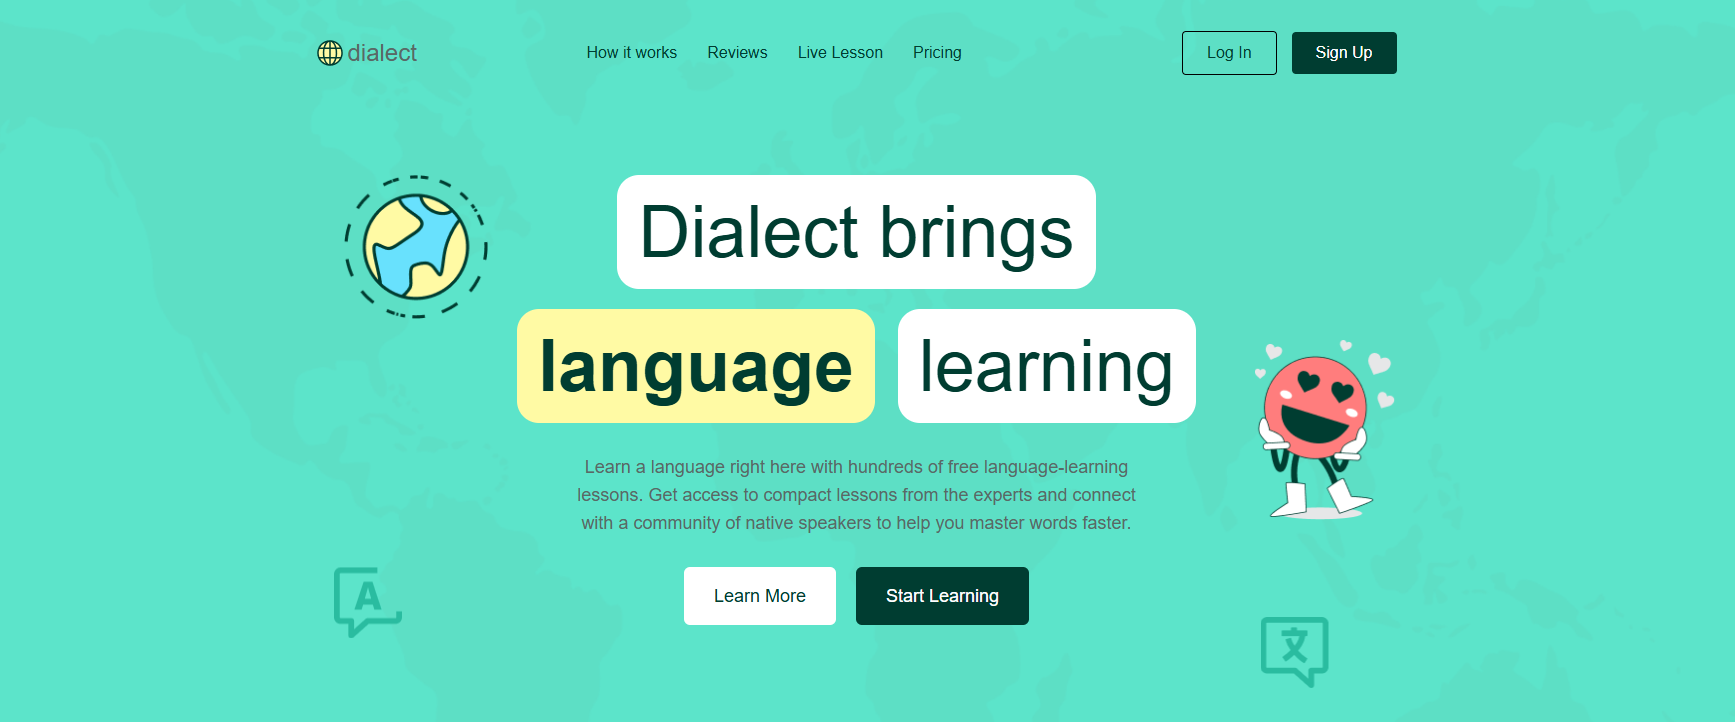 dialect
How it works
Reviews
Live Lesson
Pricing
Log In
Sign Up
Dialect brings
language learning
Learn a language right here with hundreds of free language-learning
lessons. Get access to compact lessons from the experts and connect
with a community of native speakers to help you master words faster.
Learn More
Start Learning
A
文